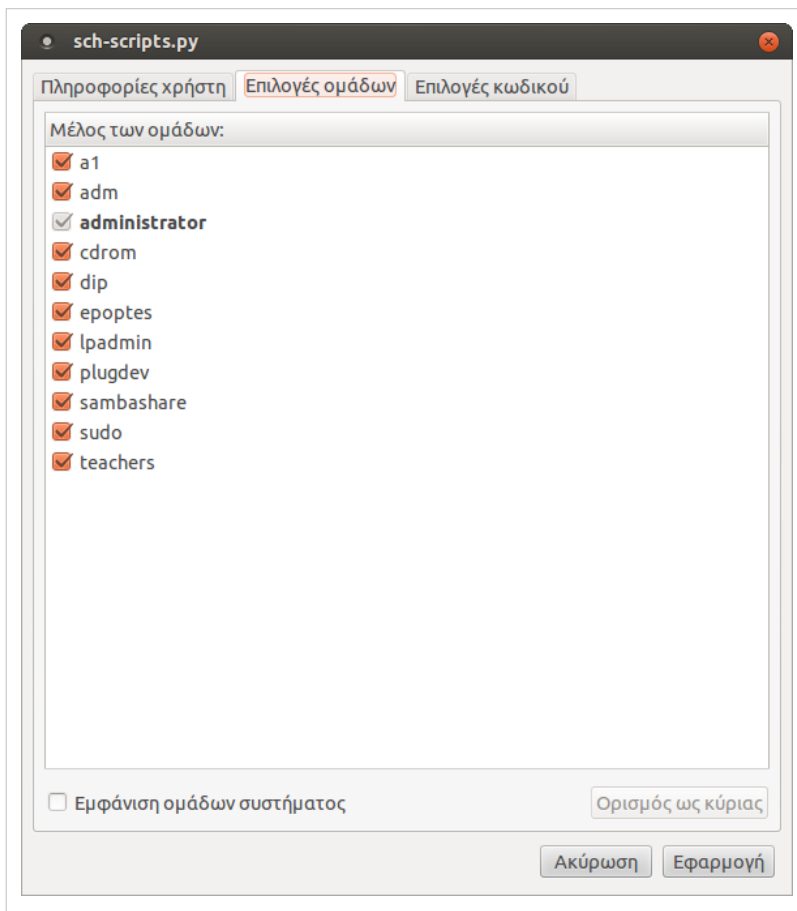 sch-scripts.py
Πληροφορίες χρήστη Επιλογές ομάδων Επιλογές κωδικού
Μέλος των ομάδων:
a1
adm
administrator
cdrom
dip
epoptes
lpadmin
plugdev
sambashare
sudo
teachers
Εμφάνιση ομάδων συστήματος Ορισμός ως κύριας
Ακύρωση Εφαρμογή